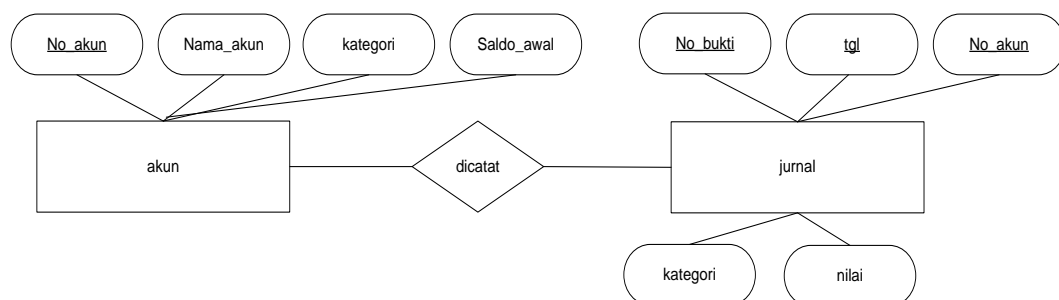 No_akun
Nama_akun
kategori
Saldo_awal
No_bukti
tgl
No_akun
akun
dicatat
jurnal
kategori
nilai